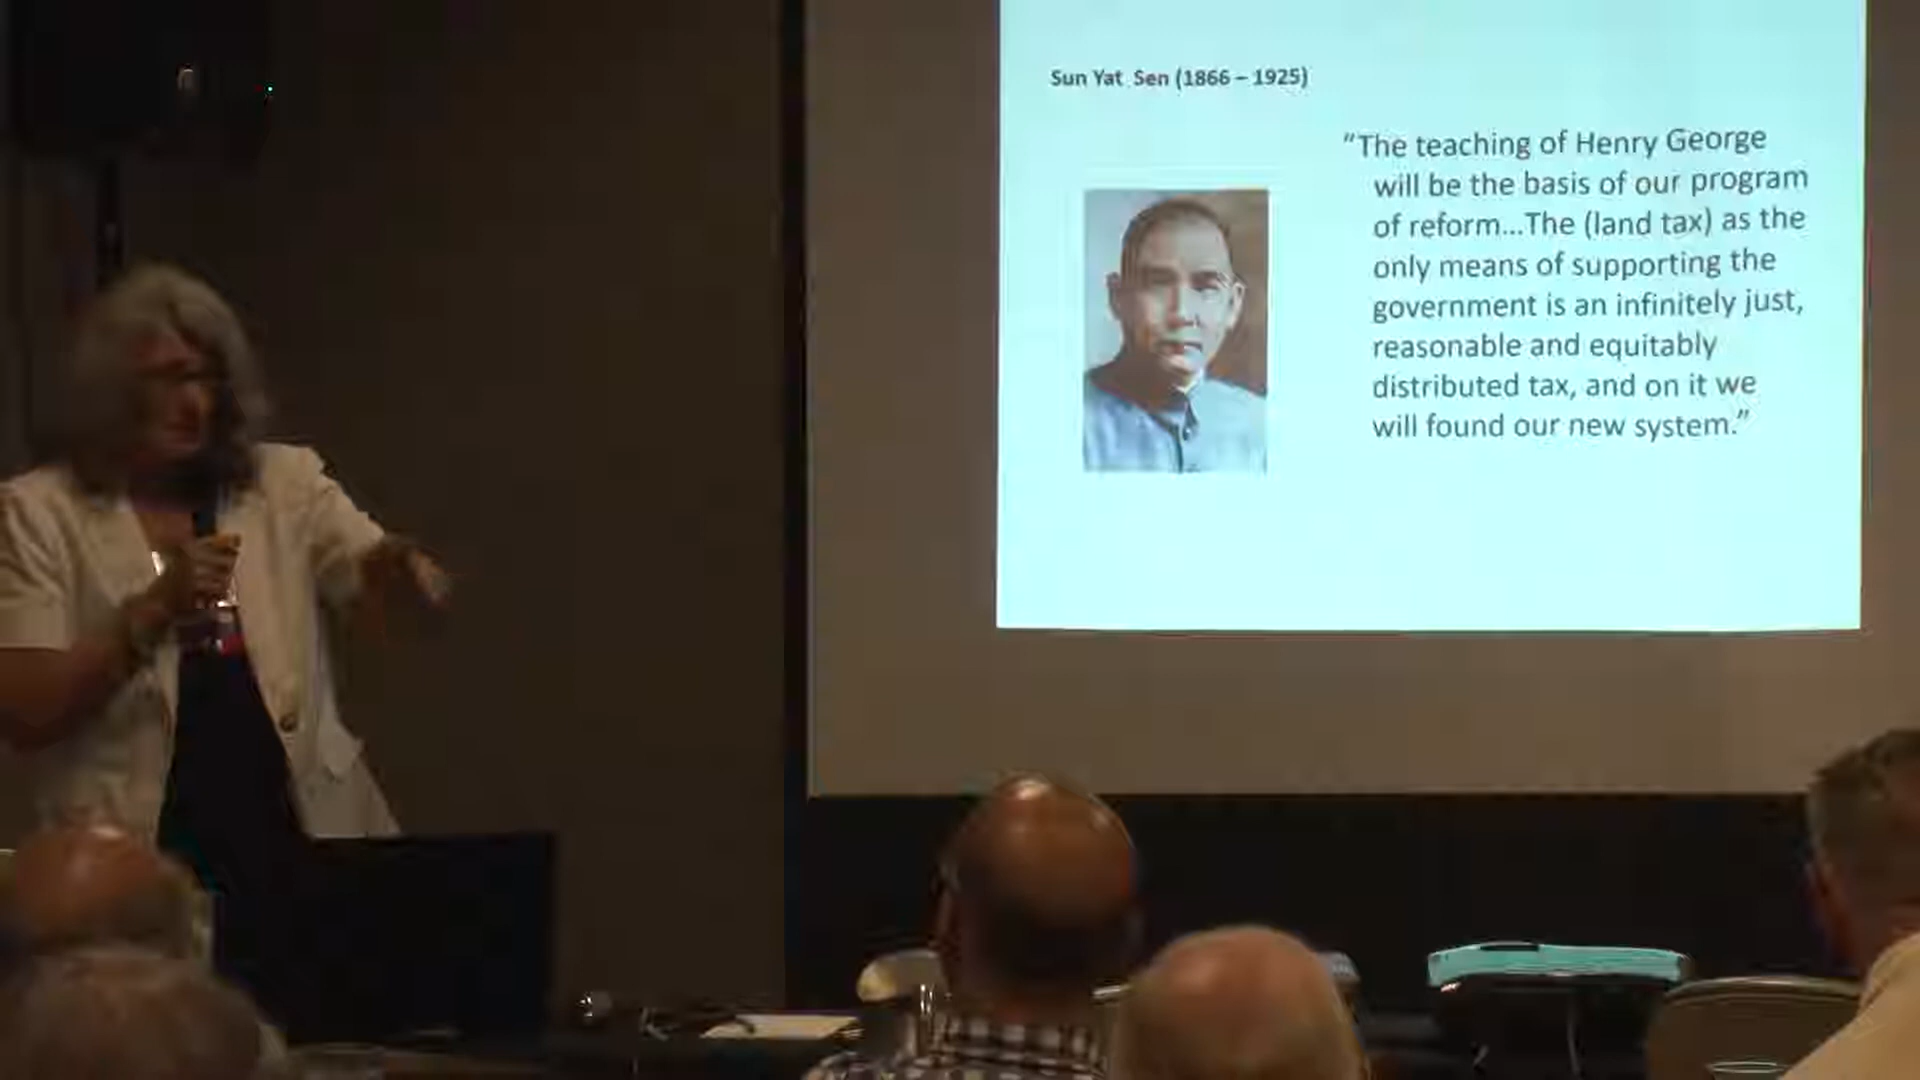 Sun Yat Sen (1866 – 1925)
“The teaching of Henry George
will be the basis of our program
of reform...The (land tax) as the
only means of supporting the
government is an infinitely just,
reasonable and equitably
distributed tax, and on it we
will found our new system.”